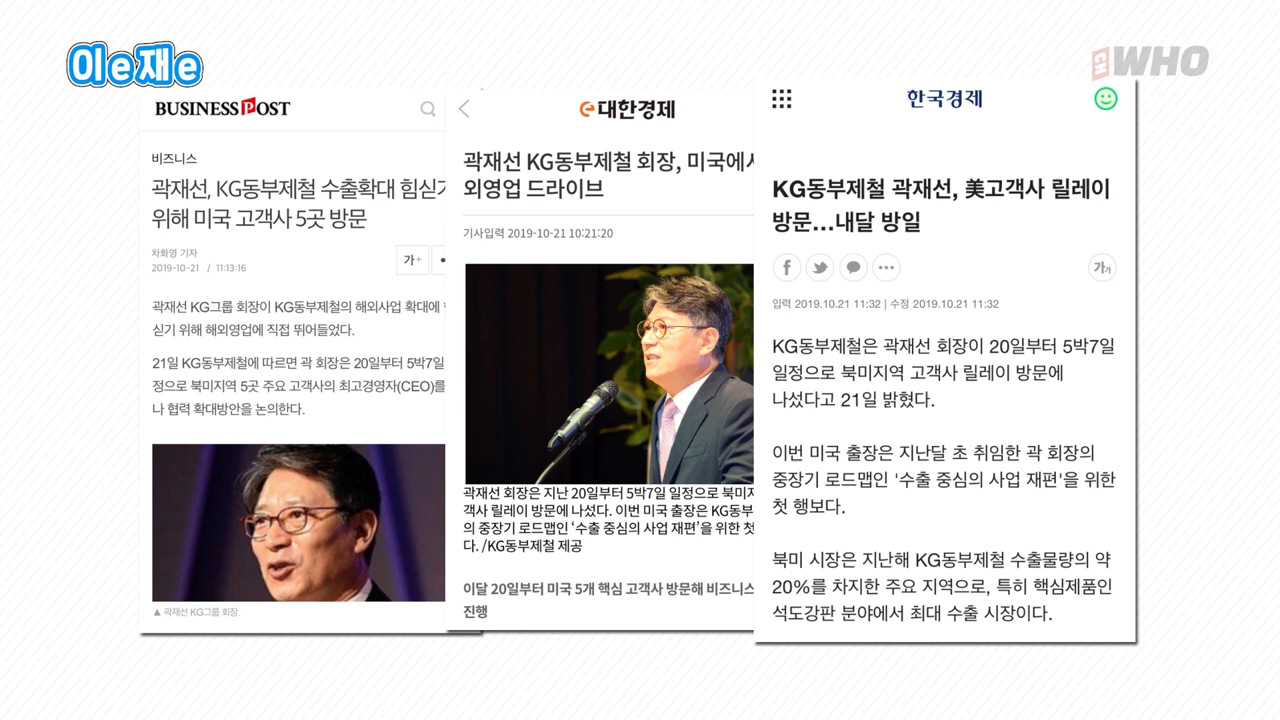 이e재e
CH WHO
BUSINESSPOST
비즈니스
곽재선, KG동부제철 수출확대 힘싣기
위해 미국 고객사 5곳 방문
차화영 기자
2019-10-21 / 11:13:16
가+
곽재선 KG그룹 회장이 KG동부제철의 해외사업 확대에
싣기 위해 해외영업에 직접 뛰어들었다.
21일 KG동부제철에 따르면 곽 회장은 20일부터 5박7일
정으로 북미지역 5곳 주요 고객사의 최고경영자(CEO)를
나 협력 확대방안을 논의한다.
▲ 곽재선 KG그룹 회장.
e대한경제
곽재선 KG동부제철 회장, 미국에서
외영업 드라이브
기사입력 2019-10-21 10:21:20
곽재선 회장은 지난 20일부터 5박7일 일정으로 북미지
객사 릴레이 방문에 나섰다. 이번 미국 출장은 KG동부
의 중장기 로드맵인 ‘수출 중심의 사업 재편’을 위한 첫
다. /KG동부제철 제공
이달 20일부터 미국 5개 핵심 고객사 방문해 비즈니스
진행
한국경제
KG동부제철 곽재선, 美고객사 릴레이
방문…내달 방일
가가
입력 2019.10.21 11:32 | 수정 2019.10.21 11:32
KG동부제철은 곽재선 회장이 20일부터 5박7일
일정으로 북미지역 고객사 릴레이 방문에
나섰다고 21일 밝혔다.
이번 미국 출장은 지난달 초 취임한 곽 회장의
중장기 로드맵인 '수출 중심의 사업 재편'을 위한
첫 행보다.
북미 시장은 지난해 KG동부제철 수출물량의 약
20%를 차지한 주요 지역으로, 특히 핵심제품인
석도강판 분야에서 최대 수출 시장이다.